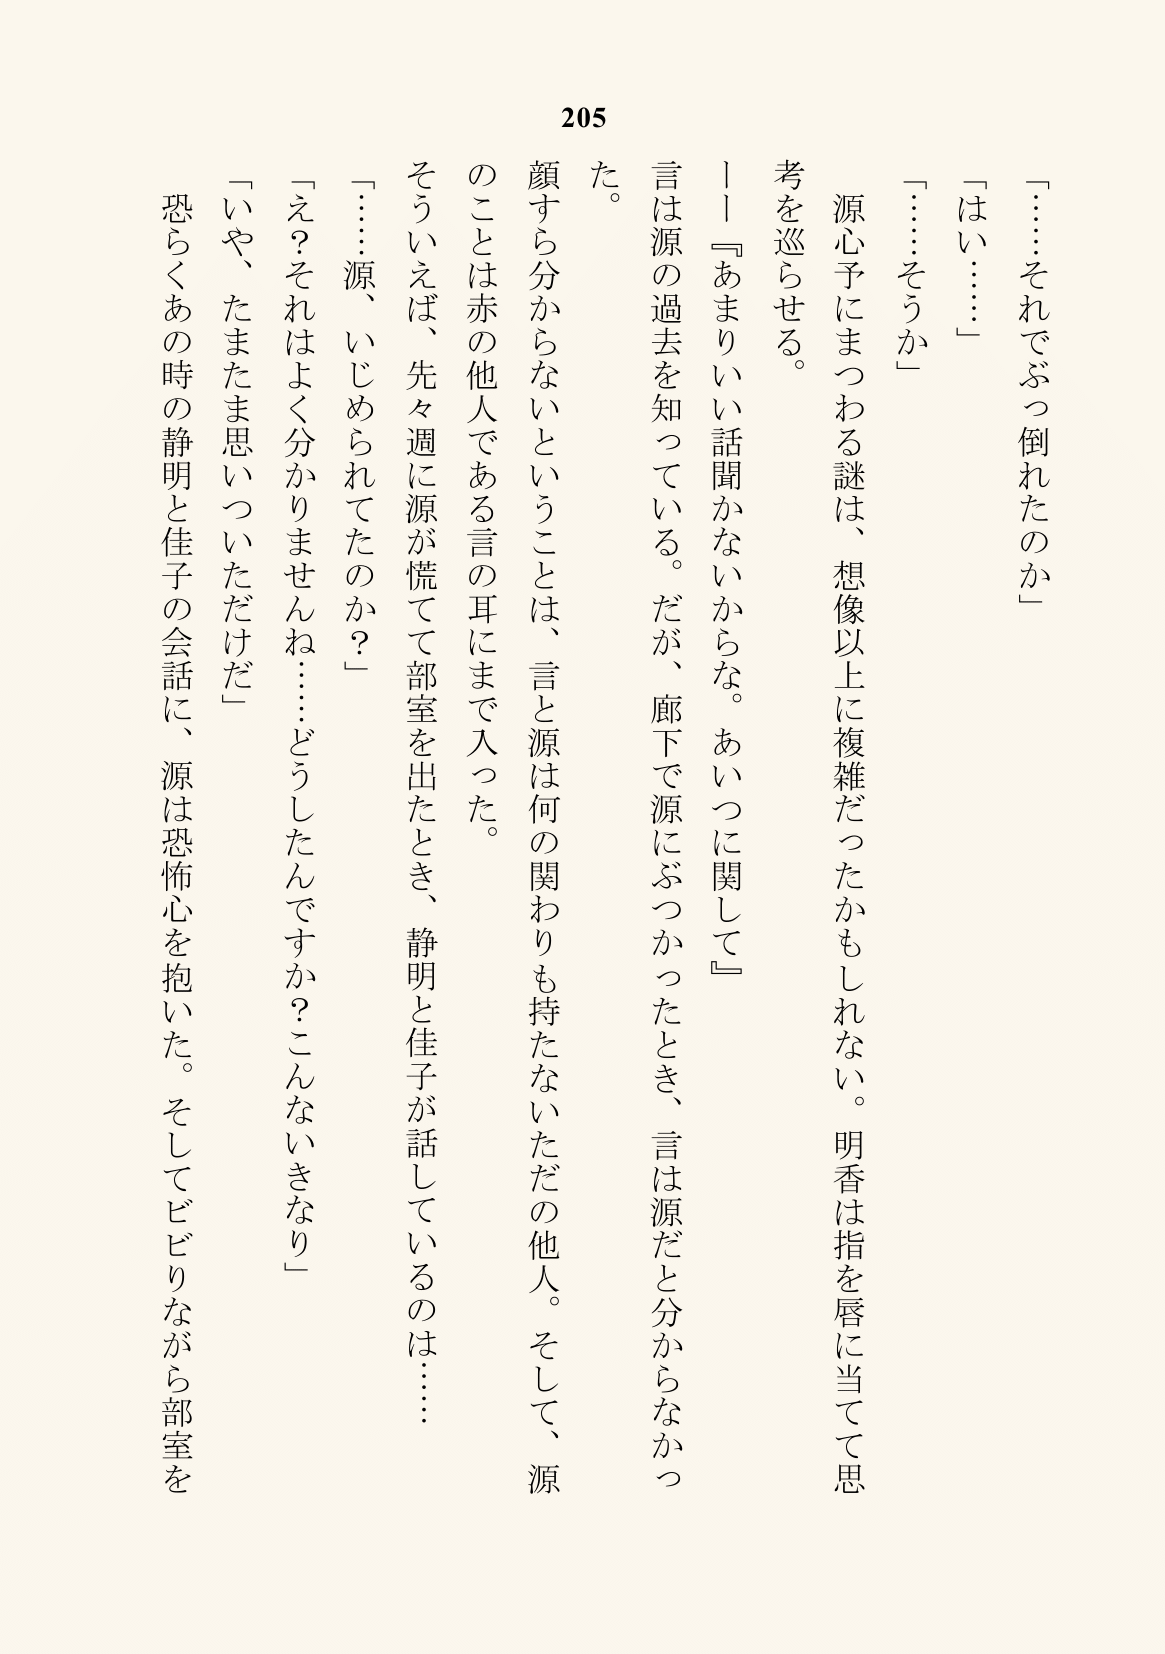 205
「……それでぶっ倒れたのか」
「はい……」
「……そうか」
　源心予にまつわる謎は、想像以上に複雑だったかもしれない。明香は指を唇に当てて思
考を巡らせる。
ーー『あまりいい話聞かないからな。あいつに関して』
言は源の過去を知っている。だが、廊下で源にぶつかったとき、言は源だと分からなかっ
た。
顔すら分からないということは、言と源は何の関わりも持たないただの他人。そして、源
のことは赤の他人である言の耳にまで入った。
そういえば、先々週に源が慌てて部室を出たとき、静明と佳子が話しているのは……
「……源、いじめられてたのか？」
「え？それはよく分かりませんね……どうしたんですか？こんないきなり」
「いや、たまたま思いついただけだ」
　恐らくあの時の静明と佳子の会話に、源は恐怖心を抱いた。そしてビビりながら部室を